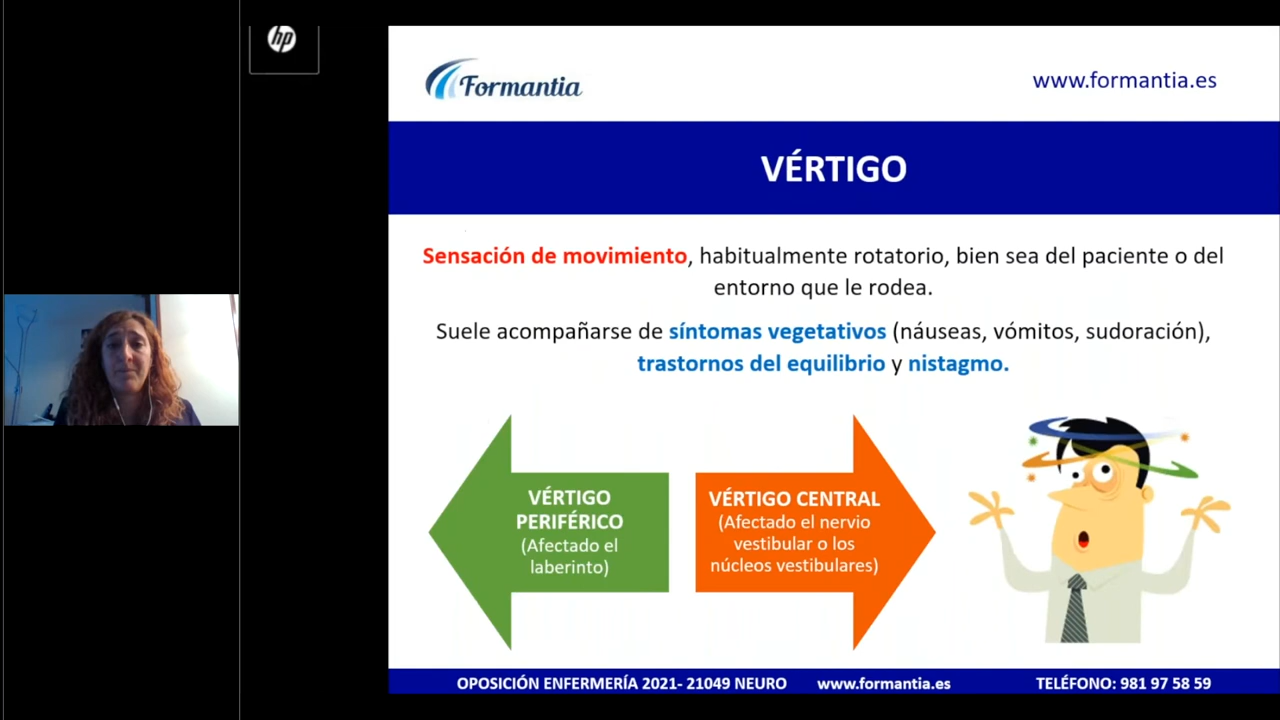 hp
Formantia
www.formantia.es
VÉRTIGO
Sensación de movimiento, habitualmente rotatorio, bien sea del paciente o del
entorno que le rodea.
Suele acompañarse de síntomas vegetativos (náuseas, vómitos, sudoración),
trastornos del equilibrio y nistagmo.
VÉRTIGO
PERIFÉRICO
(Afectado el
laberinto)
VÉRTIGO CENTRAL
(Afectado el nervio
vestibular o los
núcleos vestibulares)
OPOSICIÓN ENFERMERÍA 2021- 21049 NEURO
www.formantia.es
TELÉFONO: 981 97 58 59